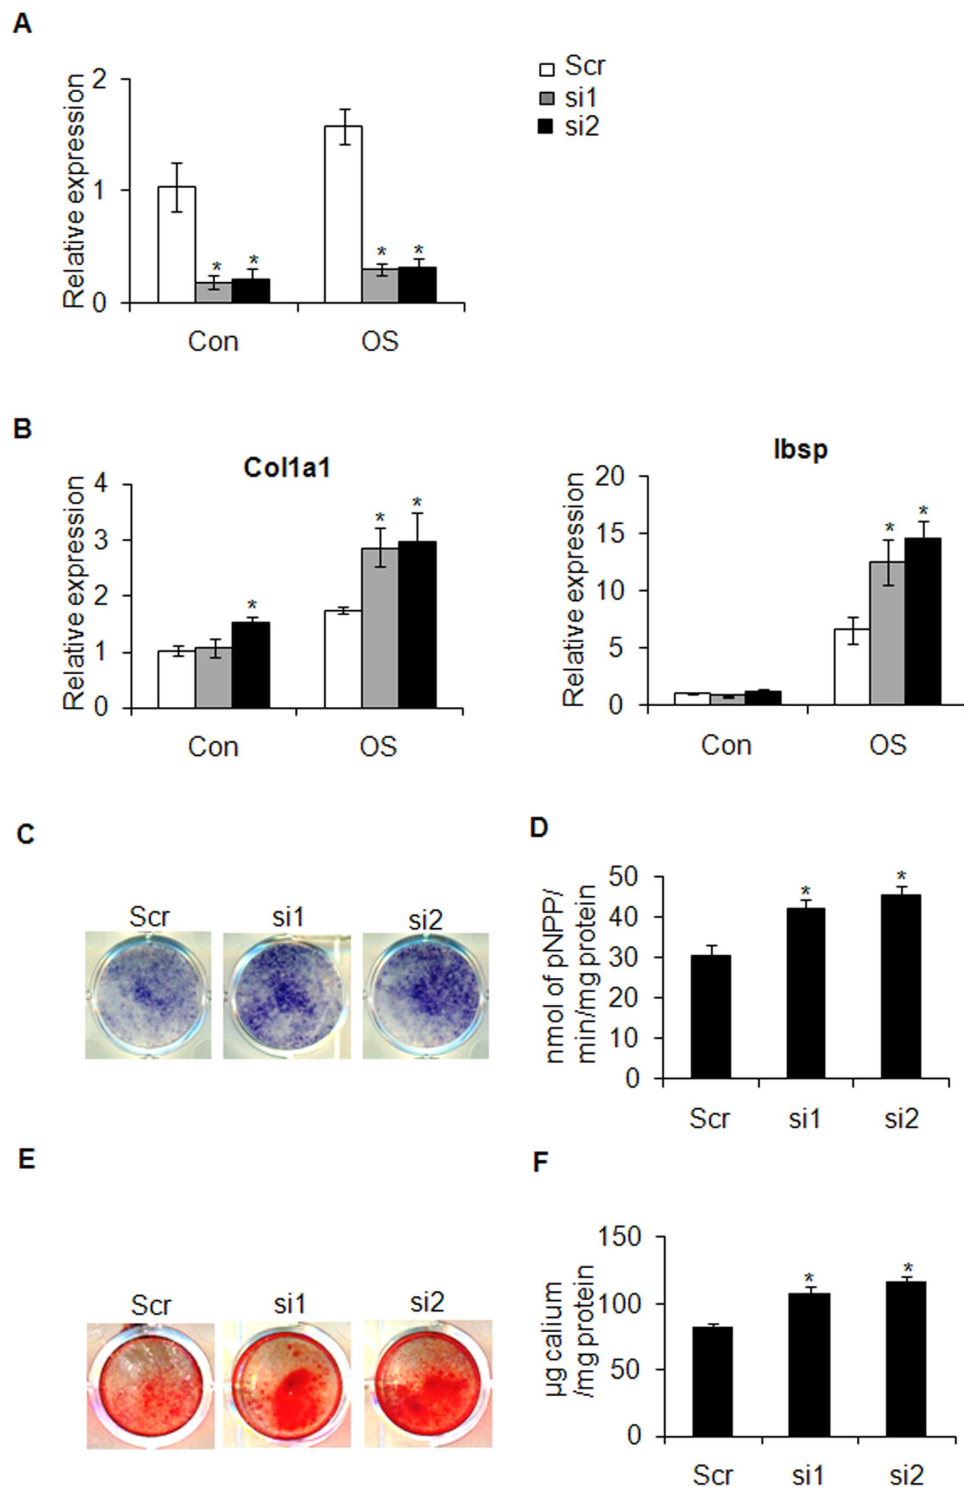 A
Scr
si1
si2
Relative expression
2
1
0
* * * *
Con OS
B
Col1a1
Relative expression
4
3
2
1
0
* * *
Con OS
Ibsp
Relative expression
20
15
10
5
0
* *
Con OS
C
Scr si1 si2
D
nmol of pNPP/
min/mg protein
50
40
30
20
10
0
* *
Scr si1 si2
E
Scr si1 si2
F
µg calium
/mg protein
150
100
50
0
* *
Scr si1 si2